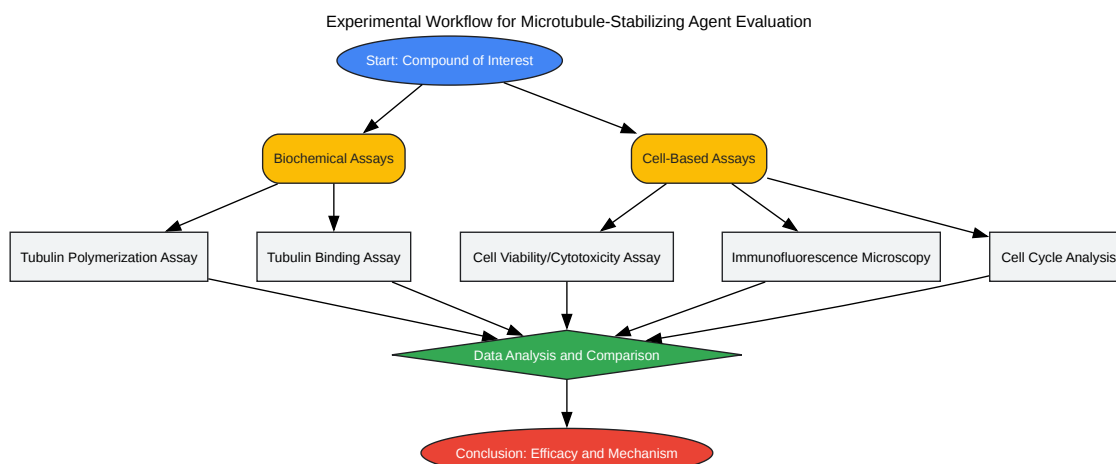 Experimental Workflow for Microtubule-Stabilizing Agent Evaluation
Start: Compound of Interest
Biochemical Assays
Cell-Based Assays
Tubulin Polymerization Assay
Tubulin Binding Assay
Cell Viability/Cytotoxicity Assay
Immunofluorescence Microscopy
Cell Cycle Analysis
Data Analysis and Comparison
Conclusion: Efficacy and Mechanism